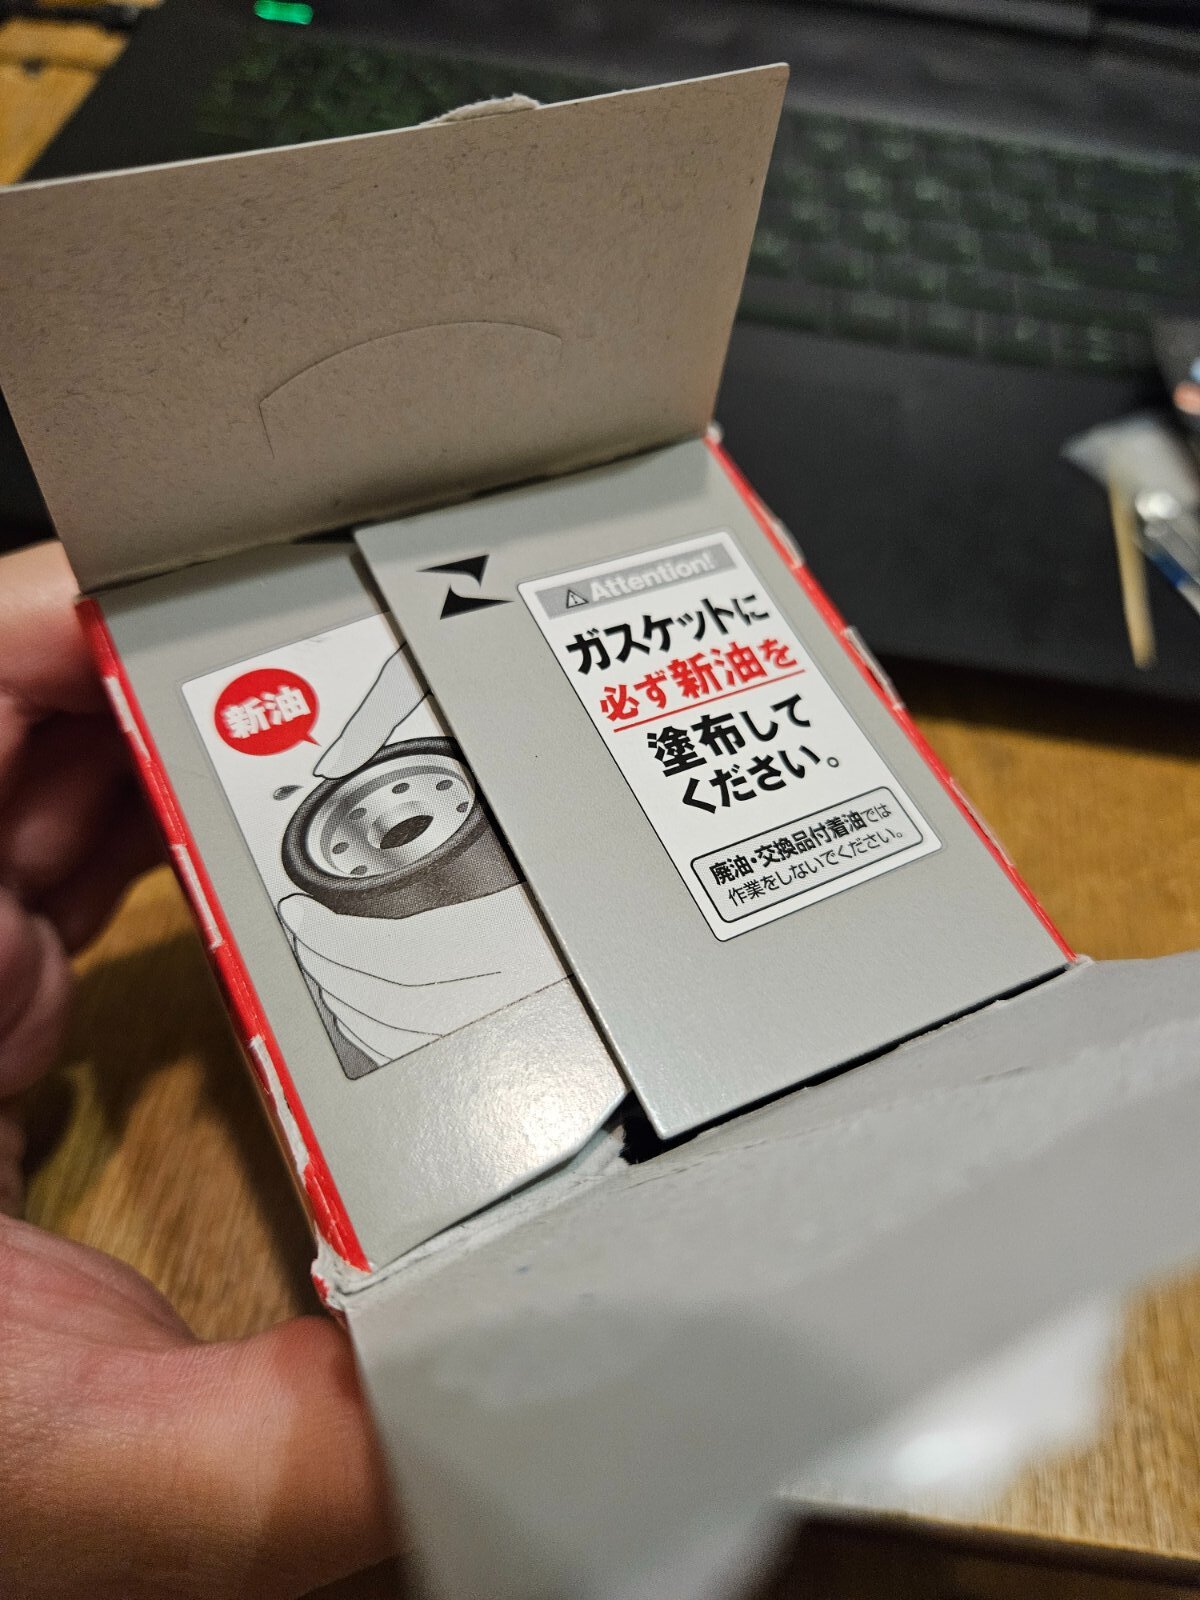 新油
Attention!
ガスケットに
必ず新油を
塗布して
ください。
廃油・交換品付着油では
作業をしないでください。